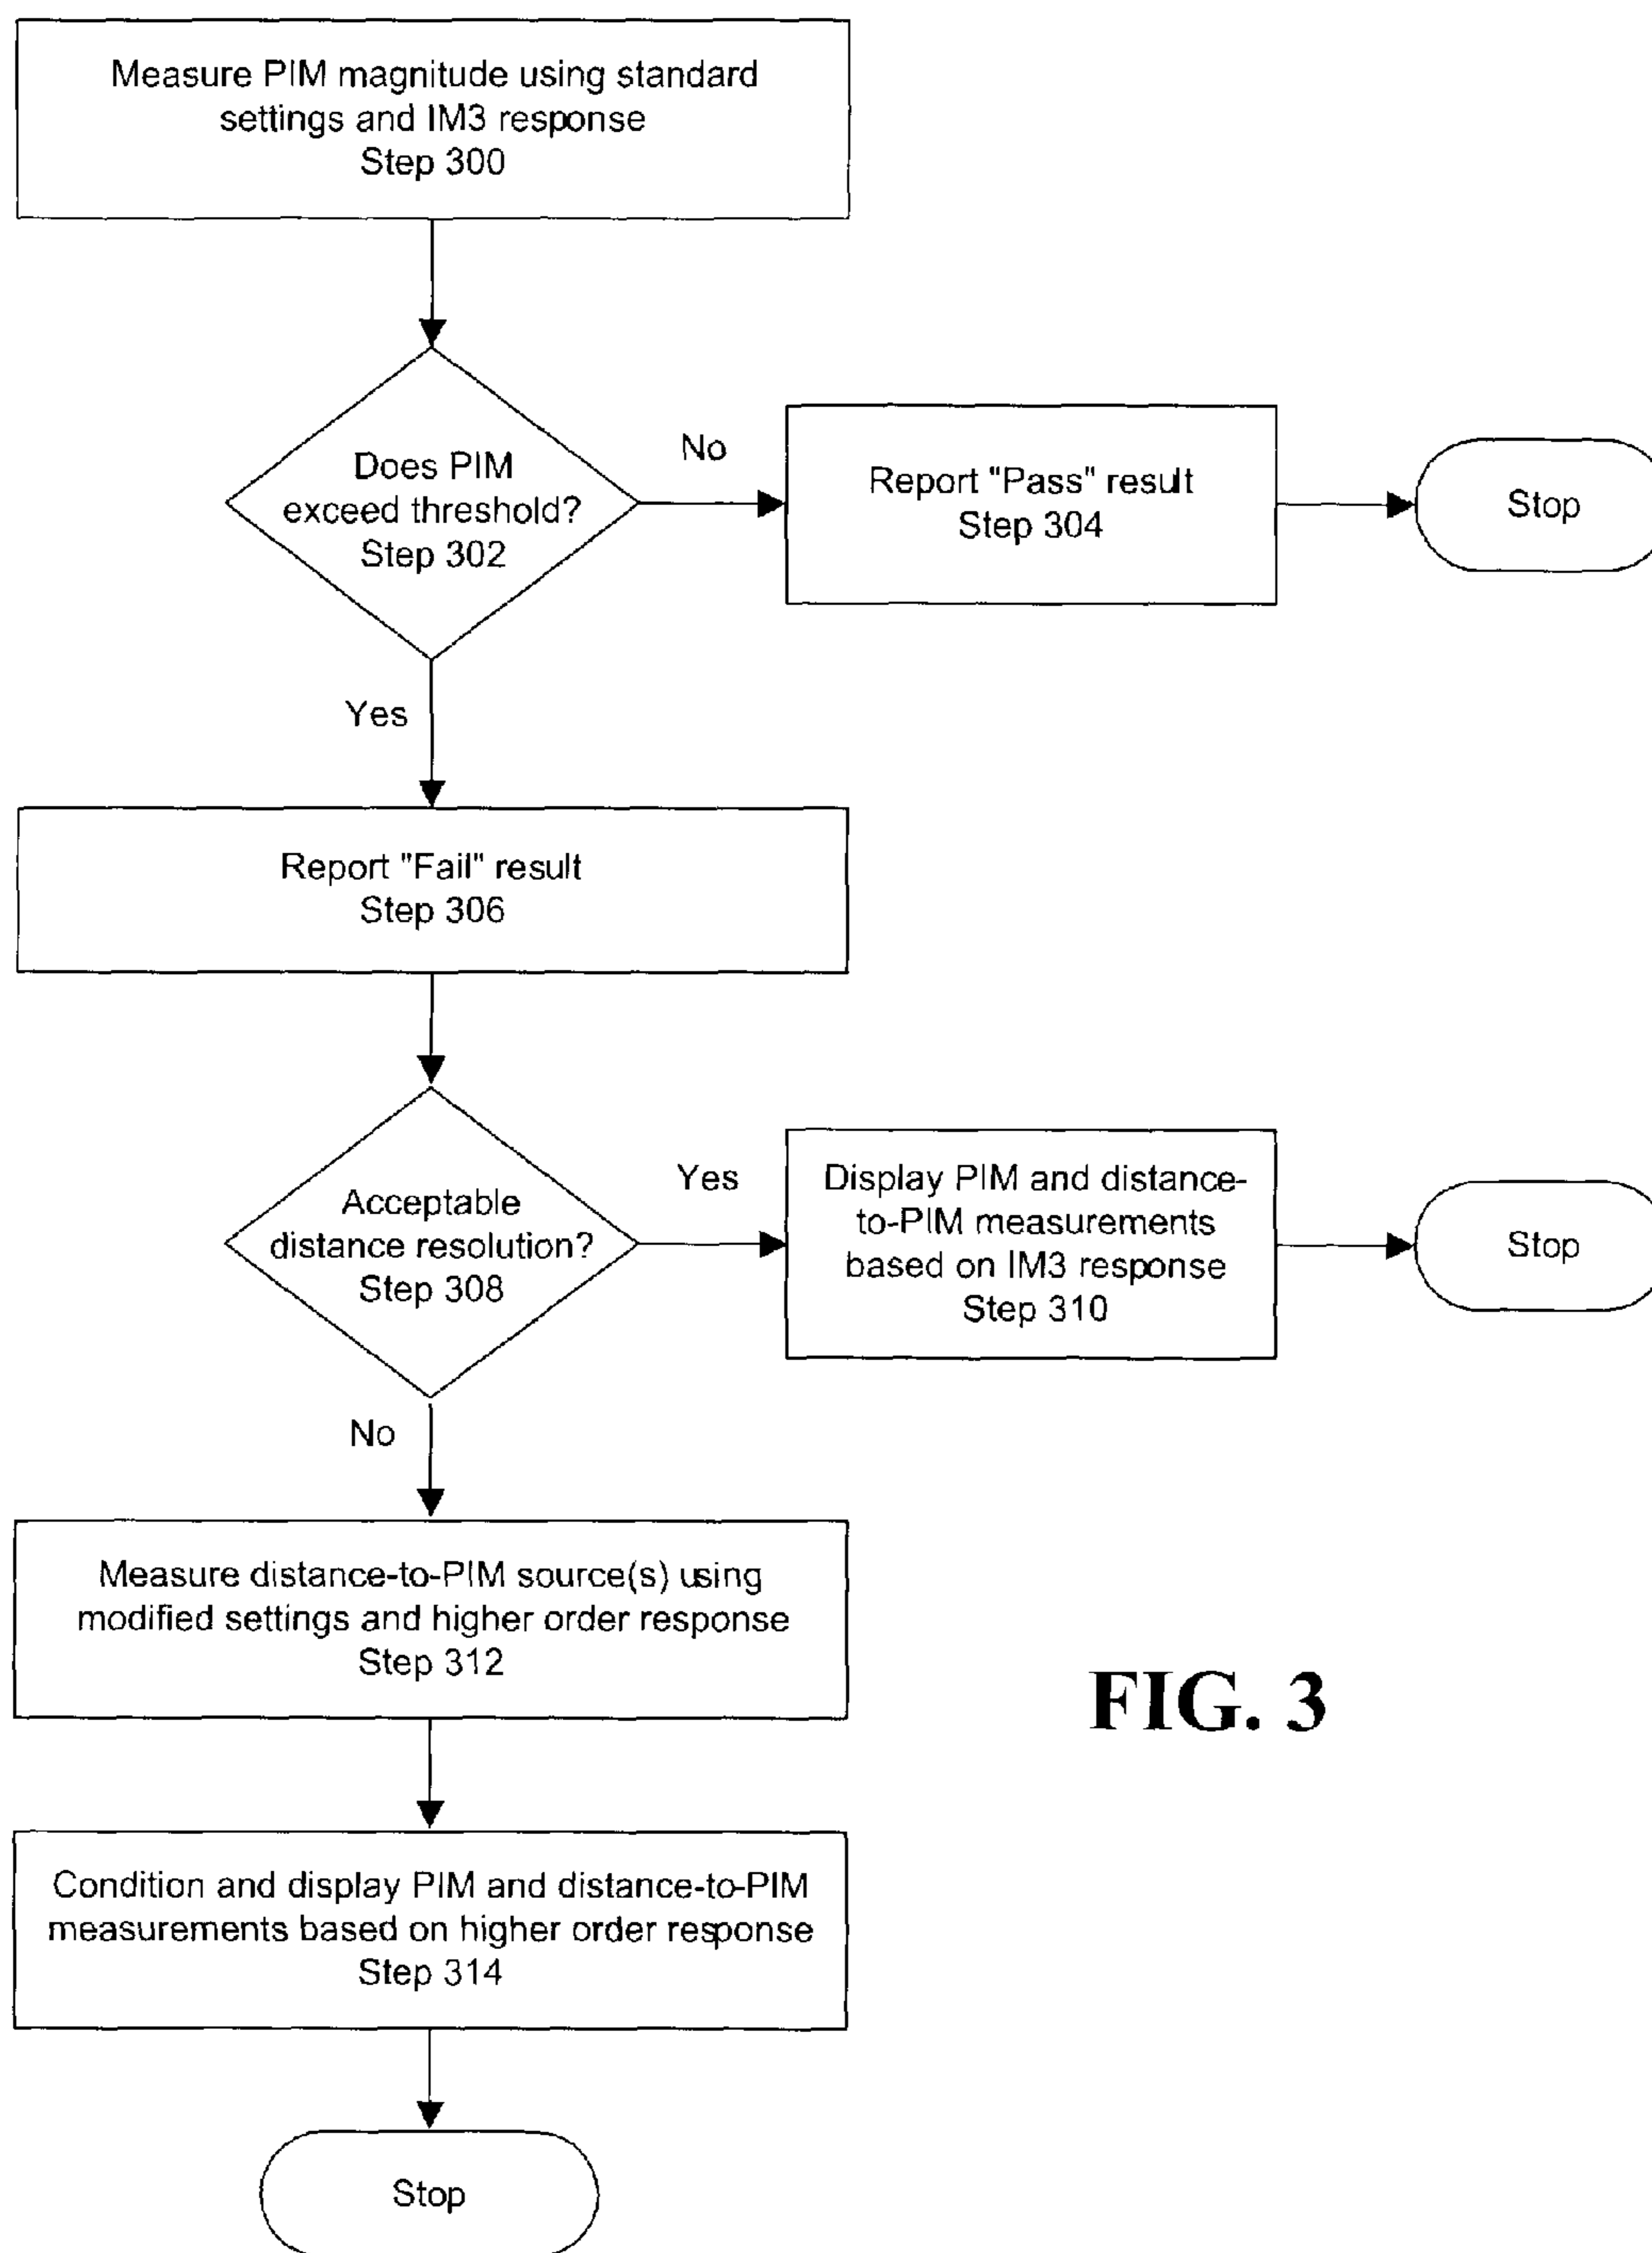 Measure PIM magnitude using standard
settings and IM3 response
Step 300
Does PIM
exceed threshold?
Step 302
No
Report "Pass" result
Step 304
Stop
Yes
Report "Fail" result
Step 306
Acceptable
distance resolution?
Step 308
Yes
Display PIM and distance-
to-PIM measurements
based on IM3 response
Step 310
Stop
No
Measure distance-to-PIM source(s) using
modified settings and higher order response
Step 312
FIG. 3
Condition and display PIM and distance-to-PIM
measurements based on higher order response
Step 314
Stop